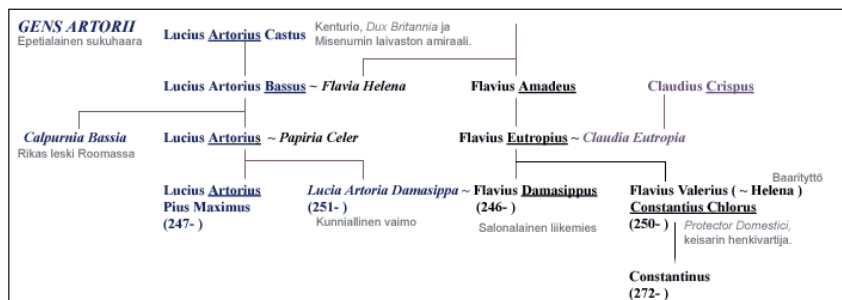 GENS ARTORII
Epetialainen sukuhaara
Lucius Artorius Castus
Kenturio, Dux Britannia ja
Misenumin laivaston amiraali.
Lucius Artorius Bassus ~ Flavia Helena
Flavius Amadeus
Claudius Crispus
Calpurnia Bassia
Rikas leski Roomassa
Lucius Artorius ~ Papiria Celer
Flavius Eutropius ~ Claudia Eutropia
Lucius Artorius
Pius Maximus
(247- )
Lucia Artoria Damasippa ~ Flavius Damasippus
(251- )
Kunniallinen vaimo
(246- )
Salonalainen liikemies
Baarityttö
Flavius Valerius ( ~ Helena )
Constantius Chlorus
(250- )
Protector Domestici,
keisarin henkivartija.
Constantinus
(272- )